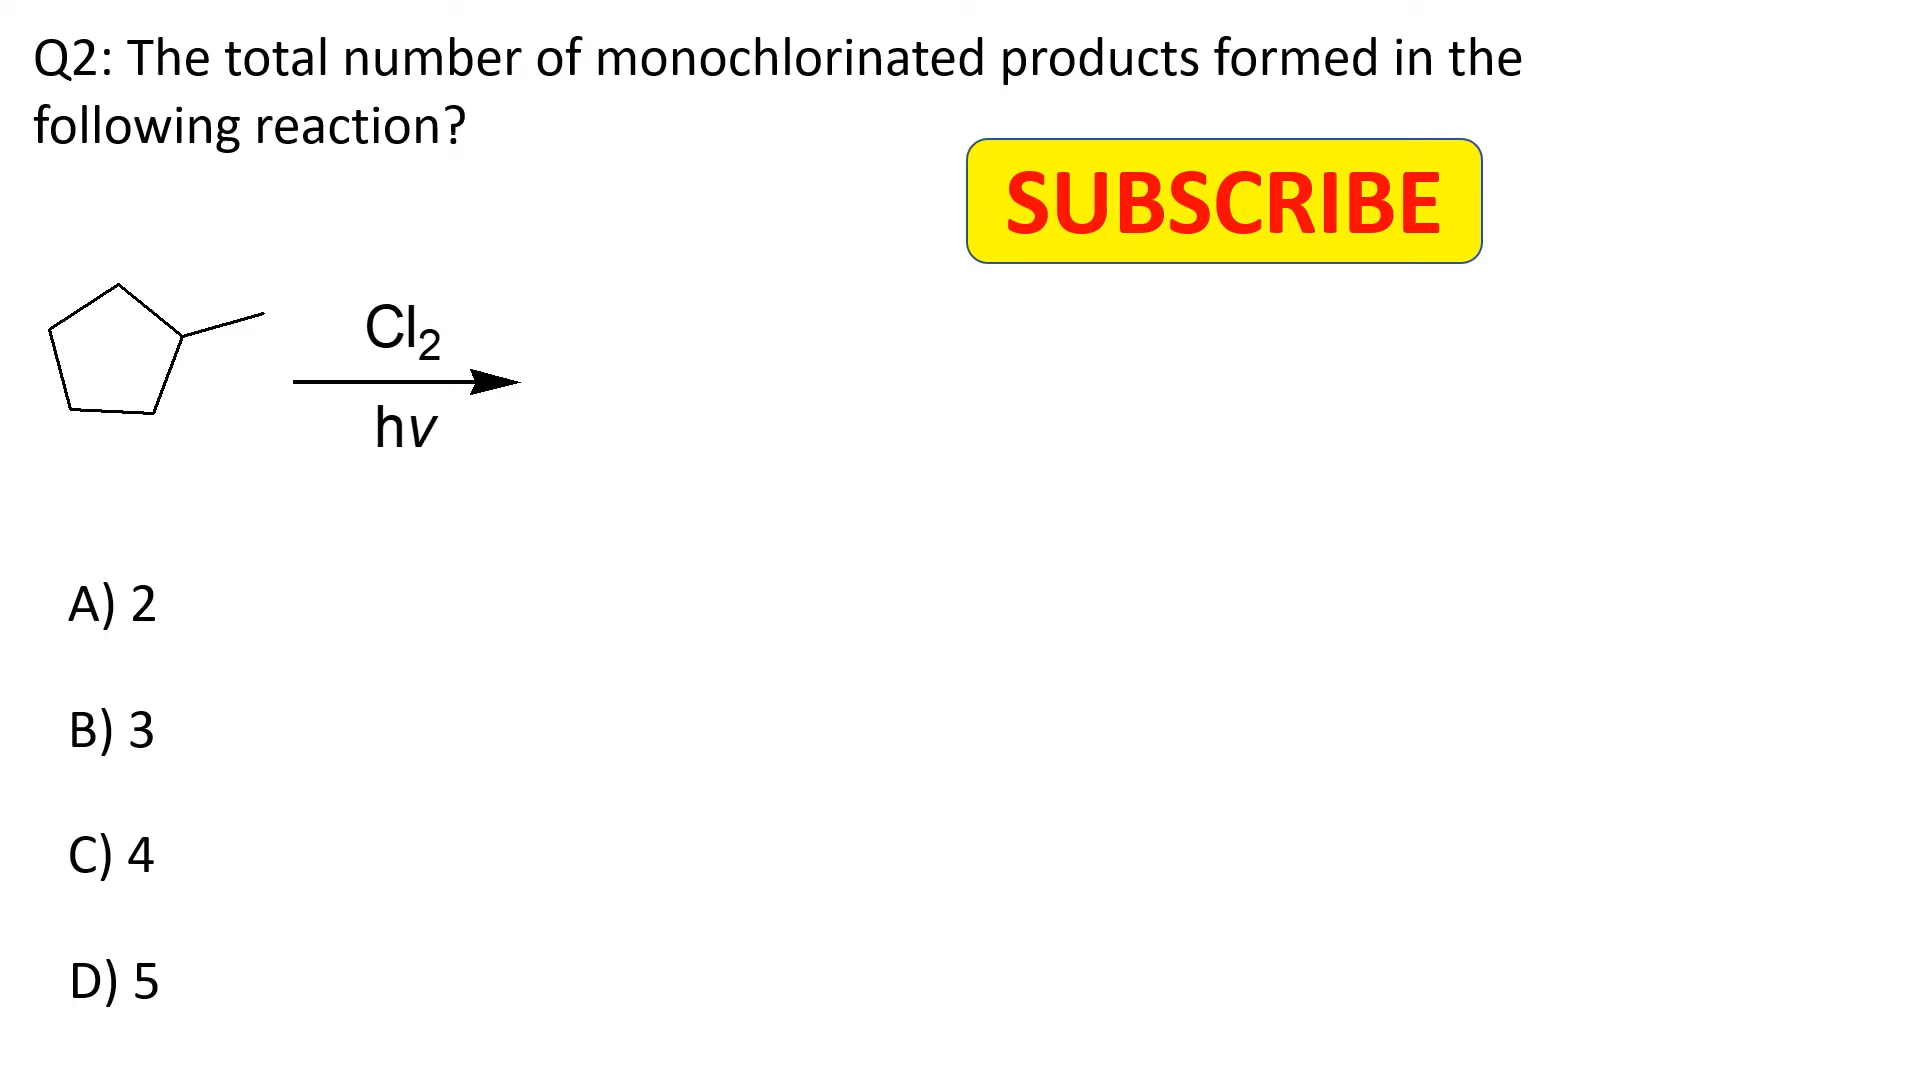 Q2: The total number of monochlorinated products formed in the
following reaction?
SUBSCRIBE
Cl₂
hv
A) 2
B) 3
C) 4
D) 5